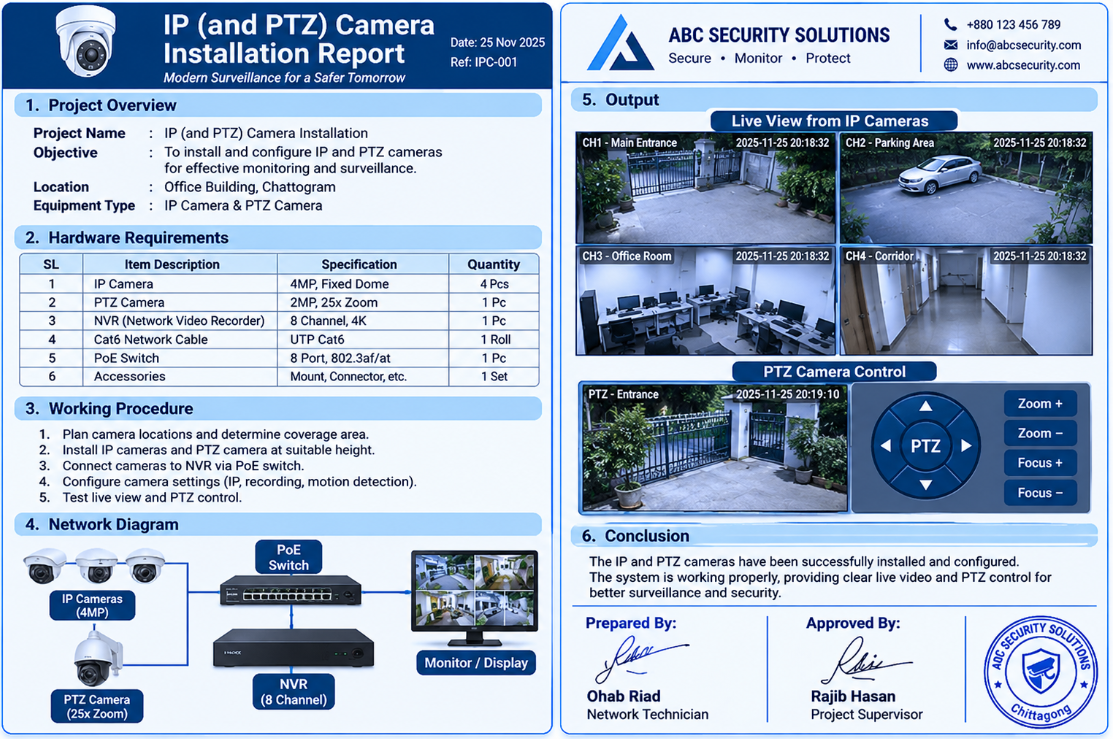 IP (and PTZ) Camera
Installation Report
Modern Surveillance for a Safer Tomorrow
Date: 25 Nov 2025
Ref: IPC-001
1. Project Overview
Project Name : IP (and PTZ) Camera Installation
Objective : To install and configure IP and PTZ cameras
for effective monitoring and surveillance.
Location : Office Building, Chattogram
Equipment Type : IP Camera & PTZ Camera
2. Hardware Requirements
SL Item Description Specification Quantity
1 IP Camera 4MP, Fixed Dome 4 Pcs
2 PTZ Camera 2MP, 25x Zoom 1 Pc
3 NVR (Network Video Recorder) 8 Channel, 4K 1 Pc
4 Cat6 Network Cable UTP Cat6 1 Roll
5 PoE Switch 8 Port, 802.3af/at 1 Pc
6 Accessories Mount, Connector, etc. 1 Set
3. Working Procedure
1. Plan camera locations and determine coverage area.
2. Install IP cameras and PTZ camera at suitable height.
3. Connect cameras to NVR via PoE switch.
4. Configure camera settings (IP, recording, motion detection).
5. Test live view and PTZ control.
4. Network Diagram
PoE
Switch
IP Cameras
(4MP)
PTZ Camera
(25x Zoom)
NVR
(8 Channel)
Monitor / Display
ABC SECURITY SOLUTIONS
Secure • Monitor • Protect
+880 123 456 789
info@abcsecurity.com
www.abcsecurity.com
5. Output
Live View from IP Cameras
CH1 - Main Entrance 2025-11-25 20:18:32
CH2 - Parking Area 2025-11-25 20:18:32
CH3 - Office Room 2025-11-25 20:18:32
CH4 - Corridor 2025-11-25 20:18:32
PTZ Camera Control
PTZ - Entrance 2025-11-25 20:19:10
PTZ
Zoom +
Zoom −
Focus +
Focus −
6. Conclusion
The IP and PTZ cameras have been successfully installed and configured.
The system is working properly, providing clear live video and PTZ control for
better surveillance and security.
Prepared By:
Ohab Riad
Network Technician
Approved By:
Rajib Hasan
Project Supervisor
AOC SECURITY SOLUTIONS
Chittagong